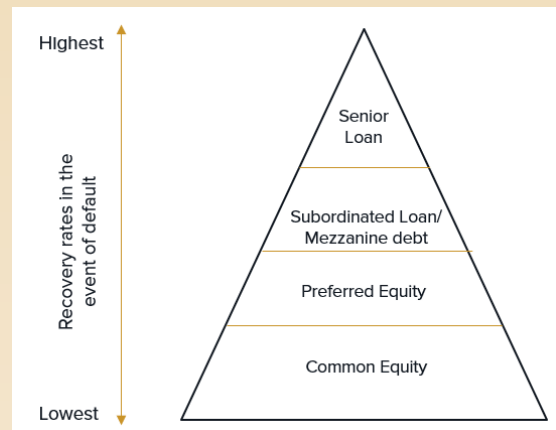 Highest
Recovery rates in the
event of default
Lowest
Senior
Loan
Subordinated Loan/
Mezzanine debt
Preferred Equity
Common Equity